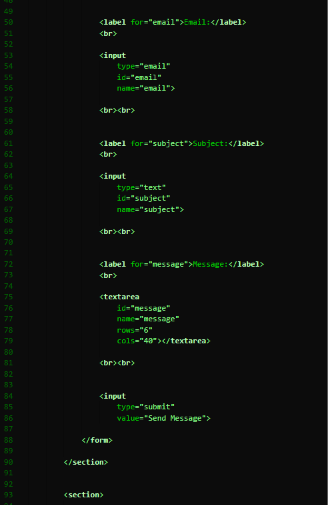 49
50 <label for="email">Email:</label>
51 <br>
52
53 <input
54 type="email"
55 id="email"
56 name="email">
57
58 <br><br>
59
60
61 <label for="subject">Subject:</label>
62 <br>
63
64 <input
65 type="text"
66 id="subject"
67 name="subject">
68
69 <br><br>
70
71
72 <label for="message">Message:</label>
73 <br>
74
75 <textarea
76 id="message"
77 name="message"
78 rows="6"
79 cols="40"></textarea>
80
81 <br><br>
82
83
84 <input
85 type="submit"
86 value="Send Message">
87
88 </form>
89
90 </section>
91
92
93 <section>